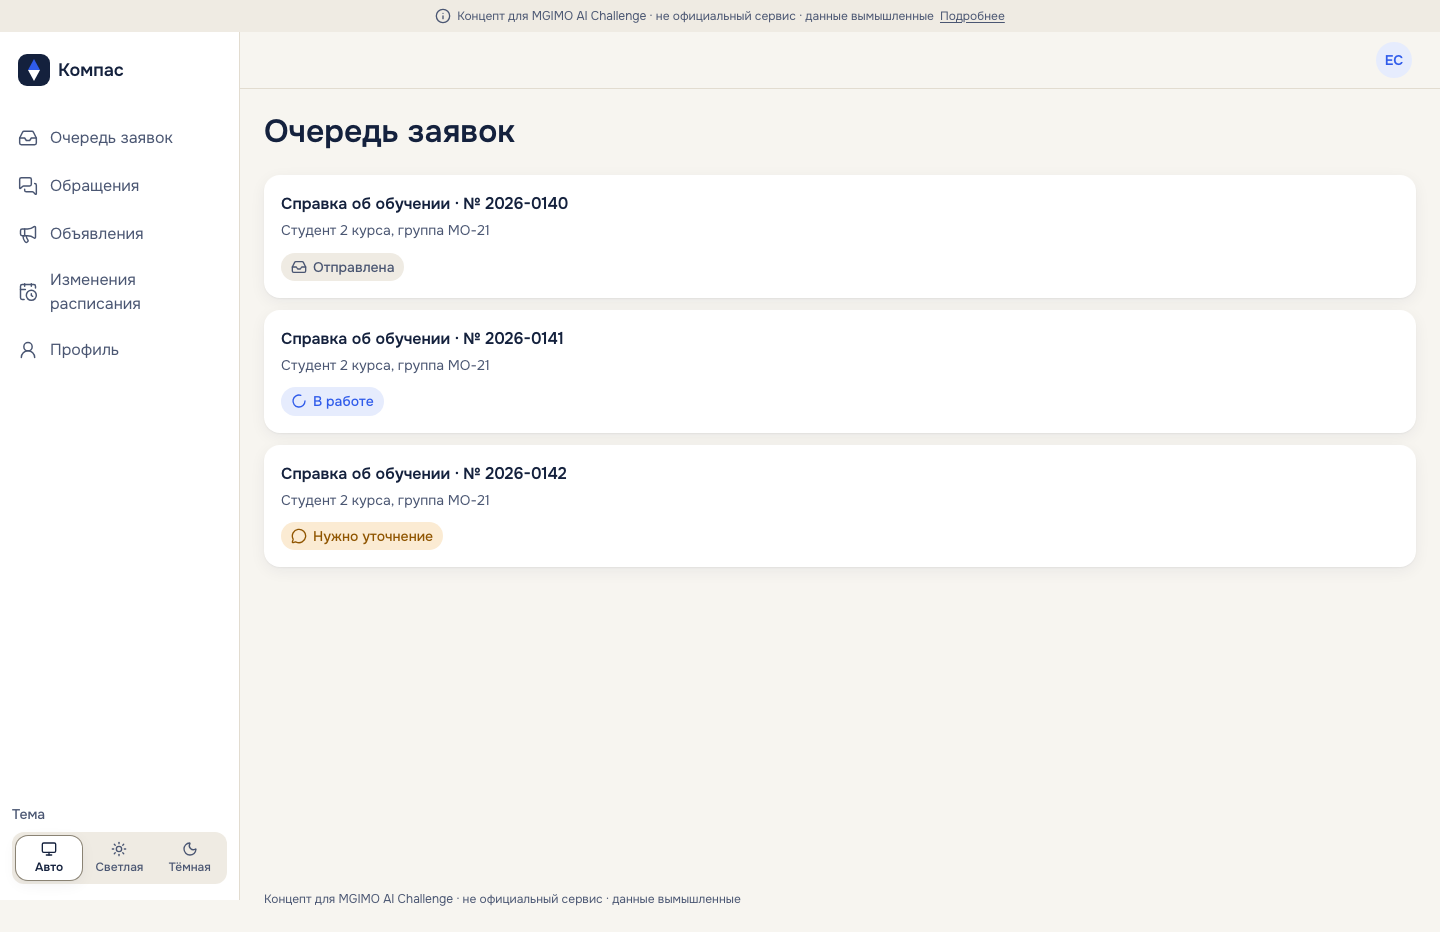 Концепт для MGIMO AI Challenge · не официальный сервис · данные вымышленные Подробнее
Компас
ЕС
Очередь заявок
Обращения
Объявления
Изменения
расписания
Профиль
Очередь заявок
Справка об обучении · № 2026-0140
Студент 2 курса, группа МО-21
Отправлена
Справка об обучении · № 2026-0141
Студент 2 курса, группа МО-21
В работе
Справка об обучении · № 2026-0142
Студент 2 курса, группа МО-21
Нужно уточнение
Тема
Авто Светлая Тёмная
Концепт для MGIMO AI Challenge · не официальный сервис · данные вымышленные